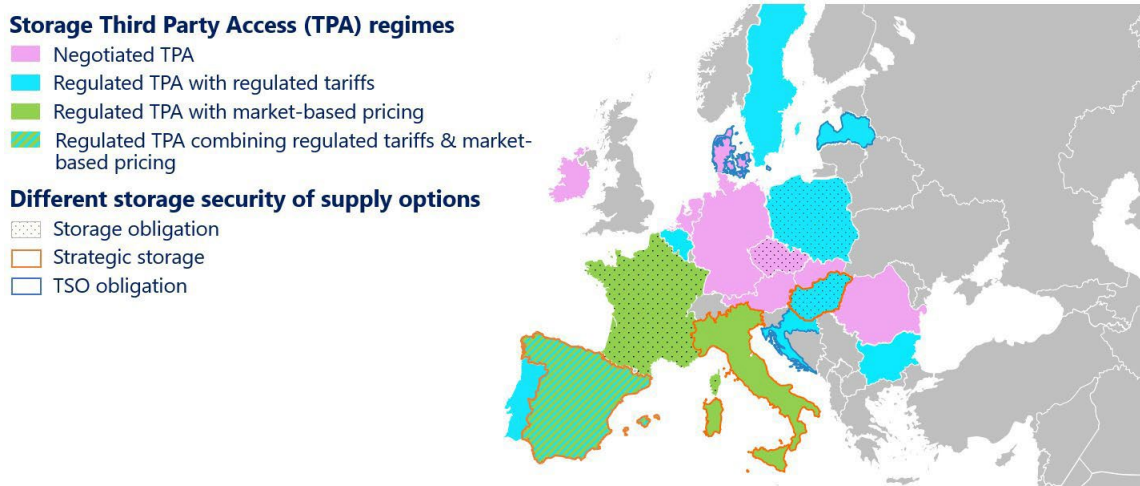 Storage Third Party Access (TPA) regimes
Negotiated TPA
Regulated TPA with regulated tariffs
Regulated TPA with market-based pricing
Regulated TPA combining regulated tariffs & market-
based pricing
Different storage security of supply options
Storage obligation
Strategic storage
TSO obligation